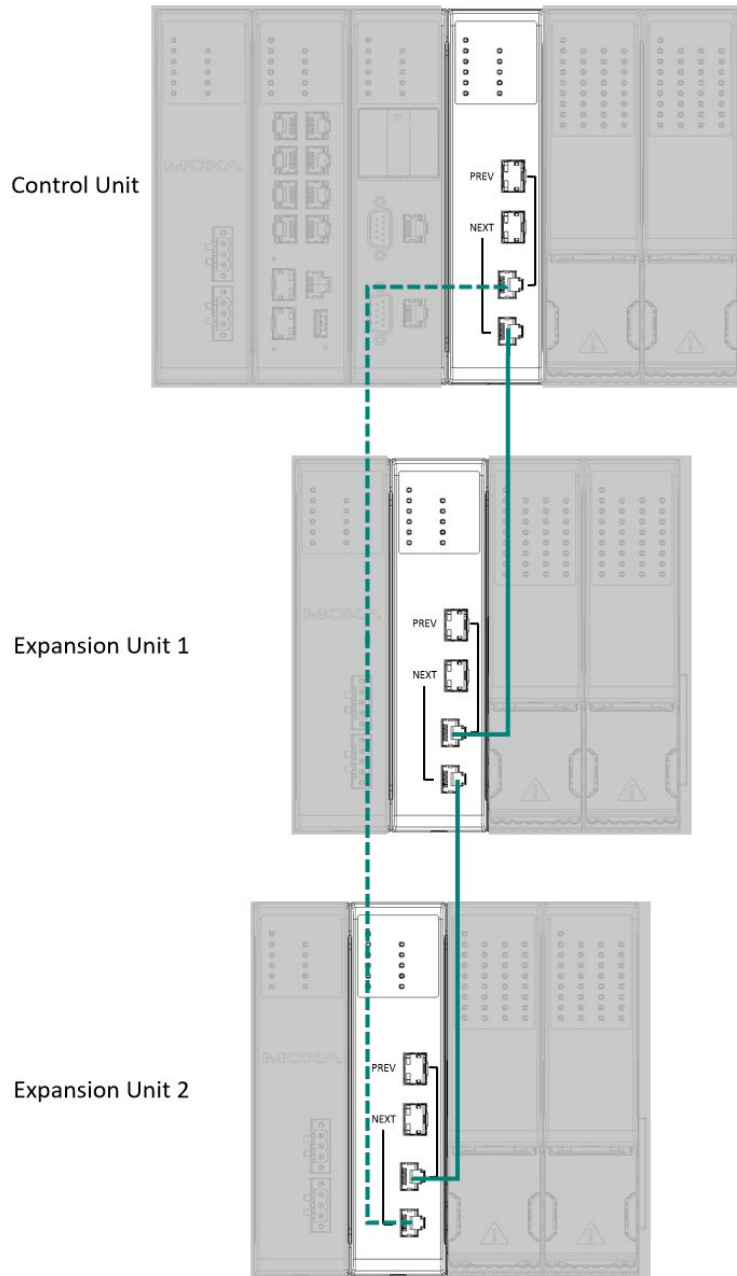 MOXA
Control Unit
PREV
NEXT
MOXA
Expansion Unit 1
PREV
NEXT
MOXA
Expansion Unit 2
PREV
NEXT